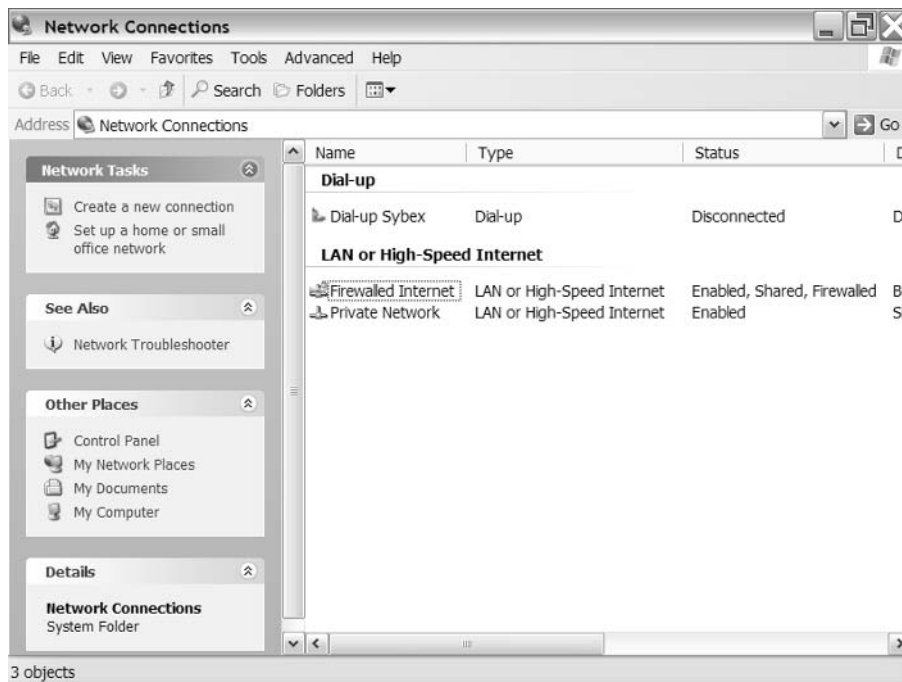 Network Connections
File Edit View Favorites Tools Advanced Help
Back Search Folders
Address Network Connections Go
Network Tasks
Create a new connection
Set up a home or small
office network
See Also
Network Troubleshooter
Other Places
Control Panel
My Network Places
My Documents
My Computer
Details
Network Connections
System Folder
Name Type Status
Dial-up
Dial-up Sybex Dial-up Disconnected D
LAN or High-Speed Internet
Firewalled Internet LAN or High-Speed Internet Enabled, Shared, Firewalled B
Private Network LAN or High-Speed Internet Enabled S
3 objects